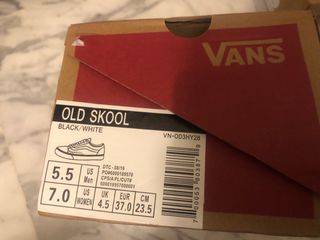 VANS
OLD SKOOL
BLACK/WHITE
VN-0D3HY28
5.5 US Men
7.0 US WOMEN
UK 4.5
EUR 37.0
CM 23.5